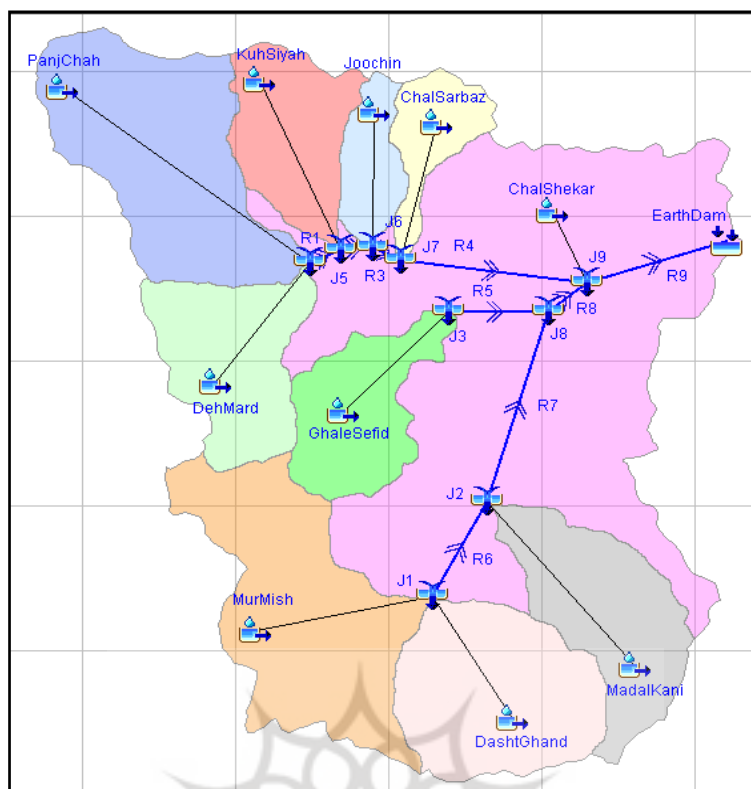 PanjChah
KuhSiyah
Joochin
ChalSarbaz
ChalShekar
EarthDam
J6
R1
J7
R4
J9
J5
R3
R5
R9
R8
J3
J8
DehMard
GhaleSefid
R7
J2
R6
J1
MurMish
MadalKani
DashtGhand